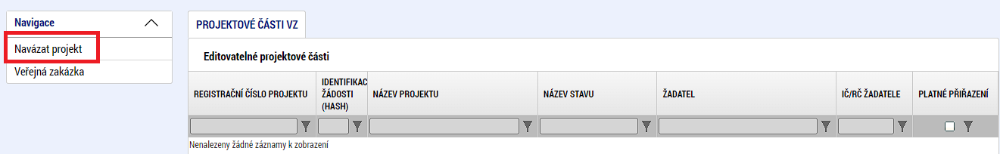 Navigace
Navázat projekt
Veřejná zakázka
PROJEKTOVÉ ČÁSTI VZ
Editovatelné projektové části
REGISTRAČNÍ ČÍSLO PROJEKTU
IDENTIFIKAC
ŽÁDOSTI
(HASH)
NÁZEV PROJEKTU
NÁZEV STAVU
ŽADATEL
IČ/RČ ŽADATELE
PLATNÉ PŘIŘAZENÍ
Nenalezeny žádné záznamy k zobrazení